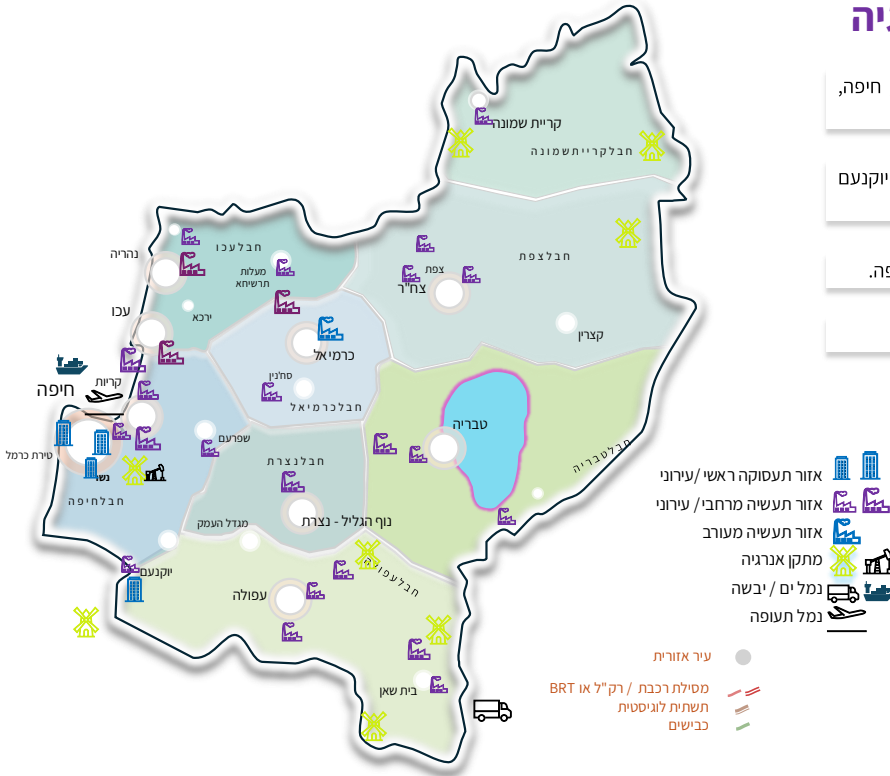 יה
חיפה,
יוקנעם
פה.
קריית שמונה
חבל קריית שמונה
חבל עכו
נהריה
מעלות
תרשיחא
חבל צפת
צפת
צח"ר
עכו
ירכא
קצרין
כרמיאל
קריות
חיפה
סח'נין
חבל כרמיאל
טבריה
שפרעם
טירת כרמל
חבל נצרת
חבל טבריה
נשר
חבל חיפה
נוף הגליל - נצרת
מגדל העמק
יוקנעם
חבל עפולה
עפולה
בית שאן
אזור תעסוקה ראשי /עירוני
אזור תעשיה מרחבי/ עירוני
אזור תעשיה מעורב
מתקן אנרגיה
נמל ים / יבשה
נמל תעופה
עיר אזורית
מסילת רכבת / רק"ל או BRT
תשתית לוגיסטית
כבישים